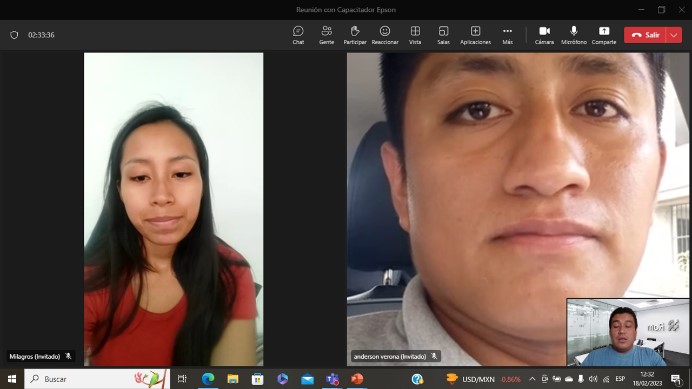 Reunión con Capacitador Epson
02:33:36
Chat
Gente
Participar
Reaccionar
Vista
Salas
Aplicaciones
Más
Cámara
Micrófono
Comparte
Salir
Milagros (Invitado)
anderson verona (Invitado)
Buscar
USD/MXN -0.86%
ESP
12:32
18/02/2023